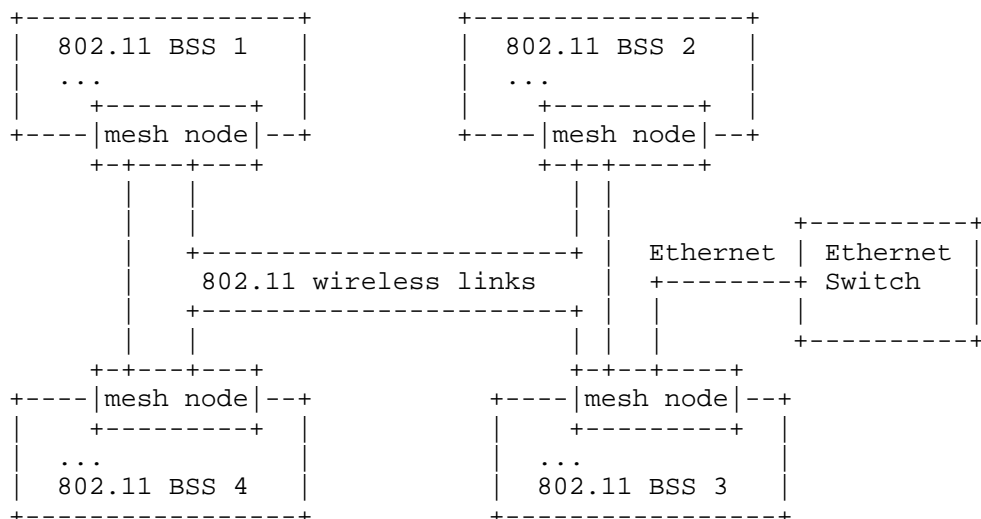 802.11 BSS 1 802.11 BSS 2
... ...
mesh node mesh node
Ethernet Ethernet
802.11 wireless links Switch
mesh node mesh node
... ...
802.11 BSS 4 802.11 BSS 3